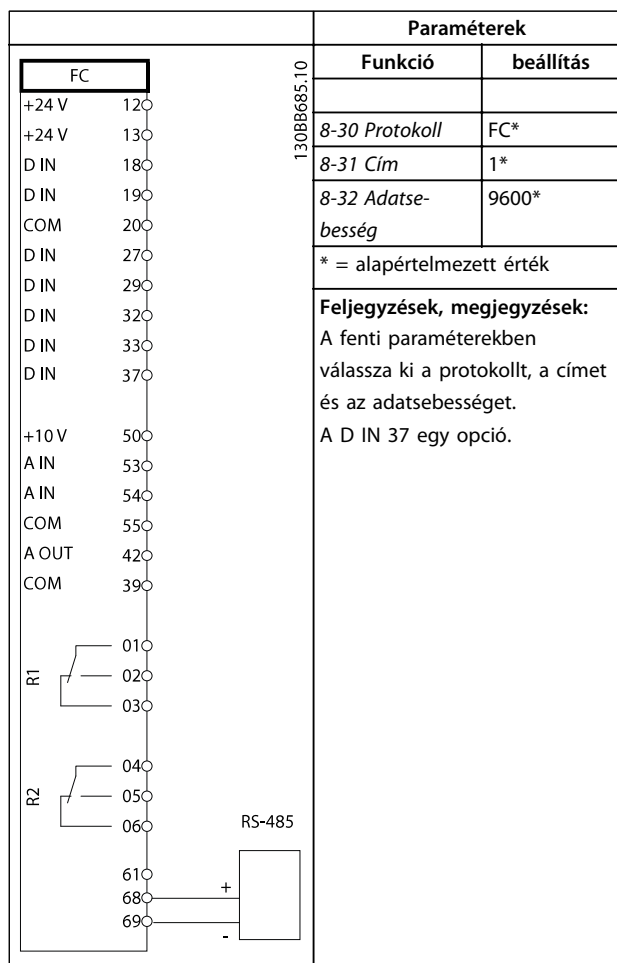 Paraméterek
Funkció beállítás
8-30 Protokoll FC*
8-31 Cím 1*
8-32 Adatse- 9600*
besség
* = alapértelmezett érték
Feljegyzések, megjegyzések:
A fenti paraméterekben
válassza ki a protokollt, a címet
és az adatsebességet.
A D IN 37 egy opció.
130BB685.10
FC
+24 V 12
+24 V 13
D IN 18
D IN 19
COM 20
D IN 27
D IN 29
D IN 32
D IN 33
D IN 37
+10 V 50
A IN 53
A IN 54
COM 55
A OUT 42
COM 39
R1
01
02
03
R2
04
05
06
RS-485
61
68 +
69 -